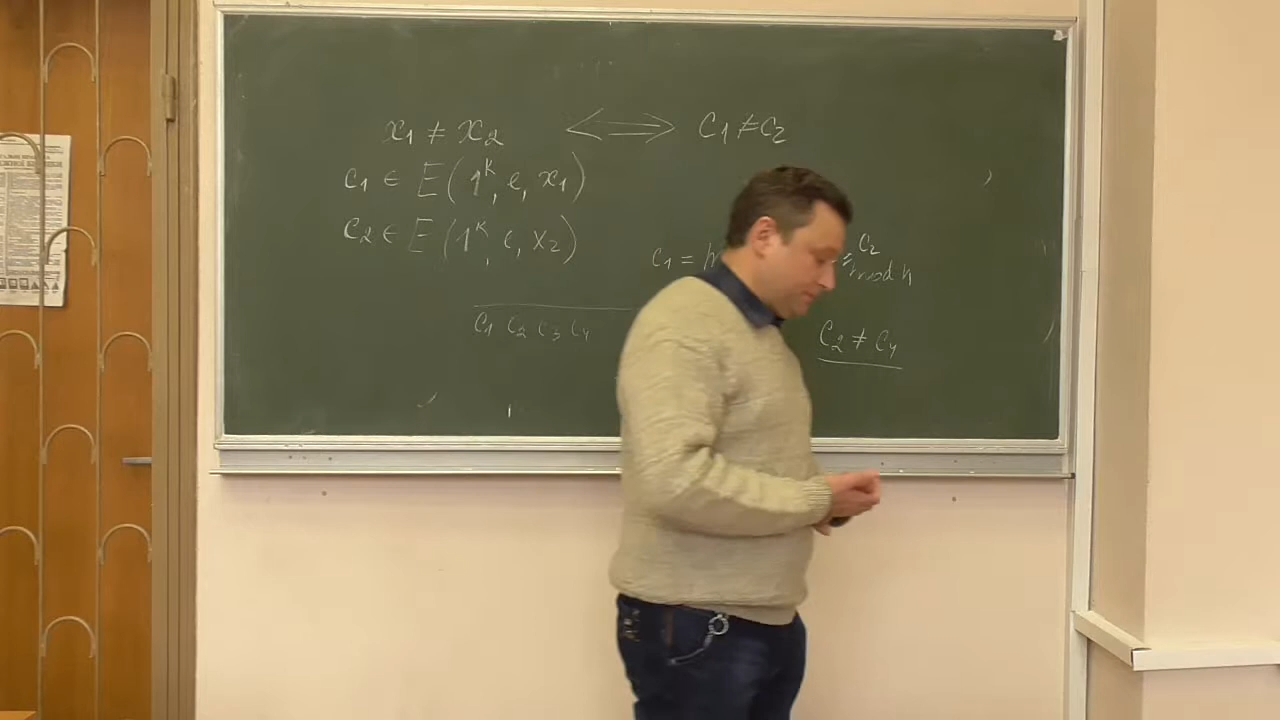 x₁ ≠ x₂ ⟺ c₁ ≠ c₂
c₁ ∈ E(1ᴷ, e, x₁)
c₂ ∈ E(1ᴷ, e, x₂)
c₁ =
c₂
mod n
c₁ c₂ c₃ c₄
c₂ ≠ c₄